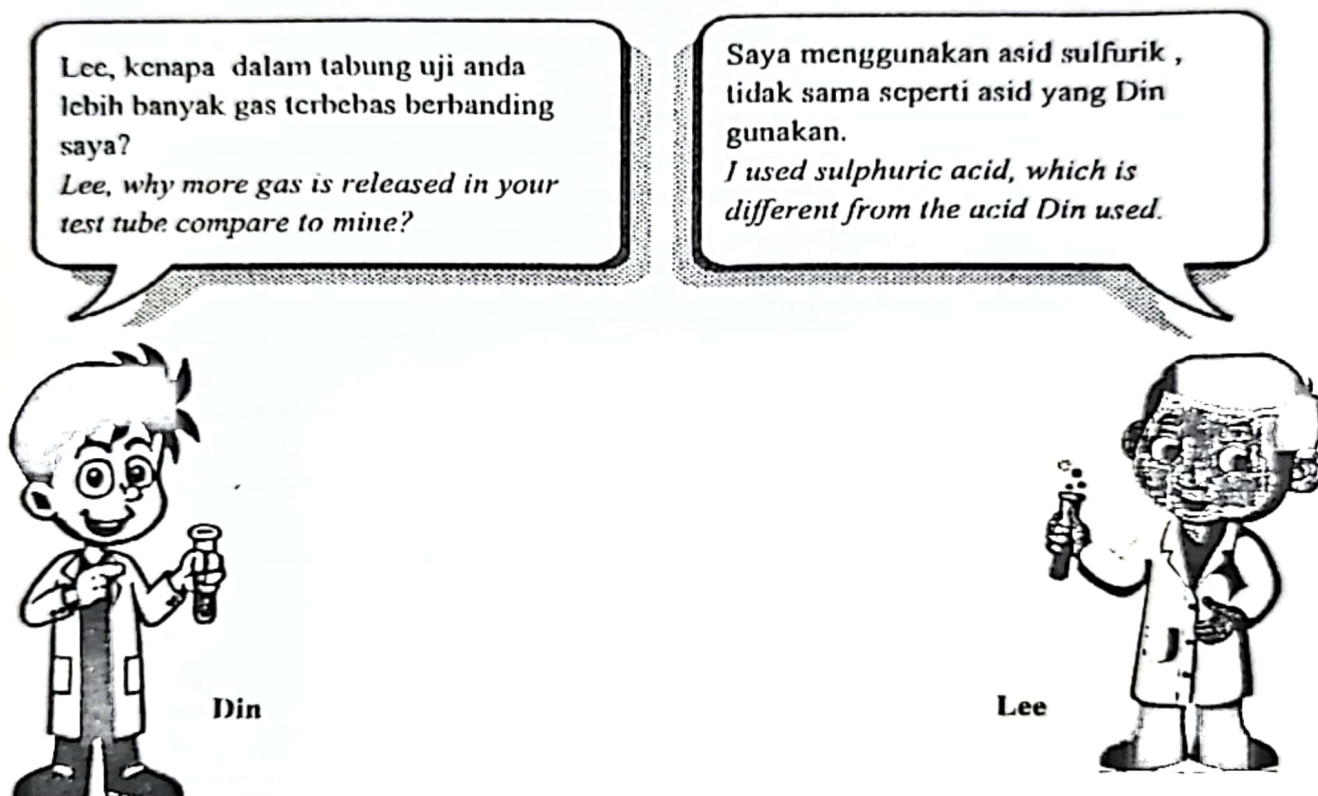 Lee, kenapa dalam tabung uji anda
lebih banyak gas terbebas berbanding
saya?
Lee, why more gas is released in your
test tube compare to mine?
Saya menggunakan asid sulfurik ,
tidak sama seperti asid yang Din
gunakan.
I used sulphuric acid, which is
different from the acid Din used.
Din
Lee